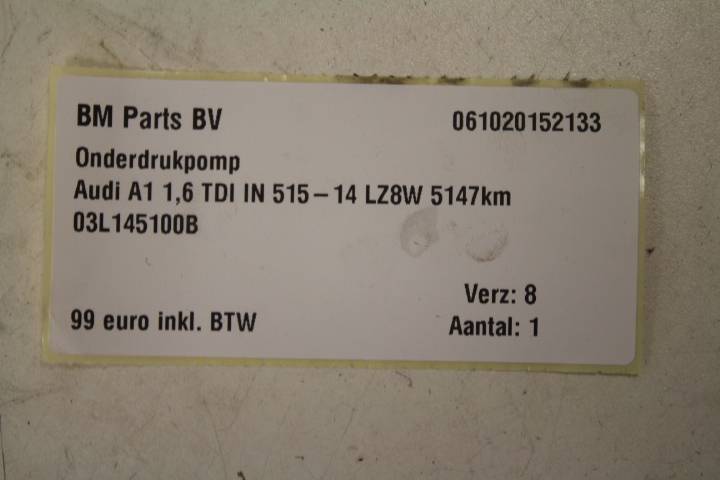 BM Parts BV 061020152133
Onderdrukpomp
Audi A1 1,6 TDI IN 515-14 LZ8W 5147km
03L145100B
Verz: 8
99 euro inkl. BTW Aantal: 1